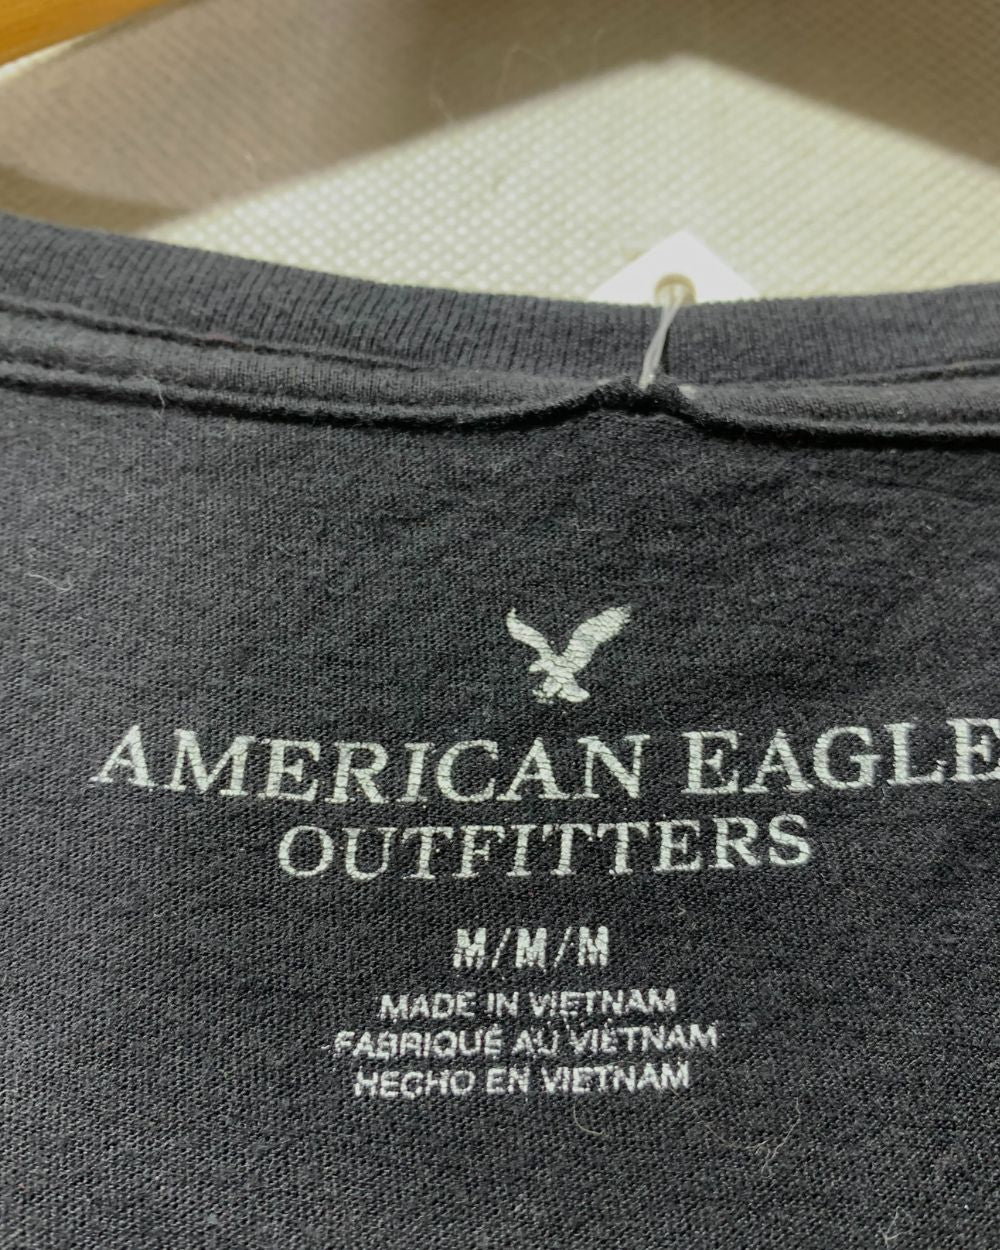 AMERICAN EAGLE
OUTFITTERS
M/M/M
MADE IN VIETNAM
FABRIQUÉ AU VIETNAM
HECHO EN VIETNAM